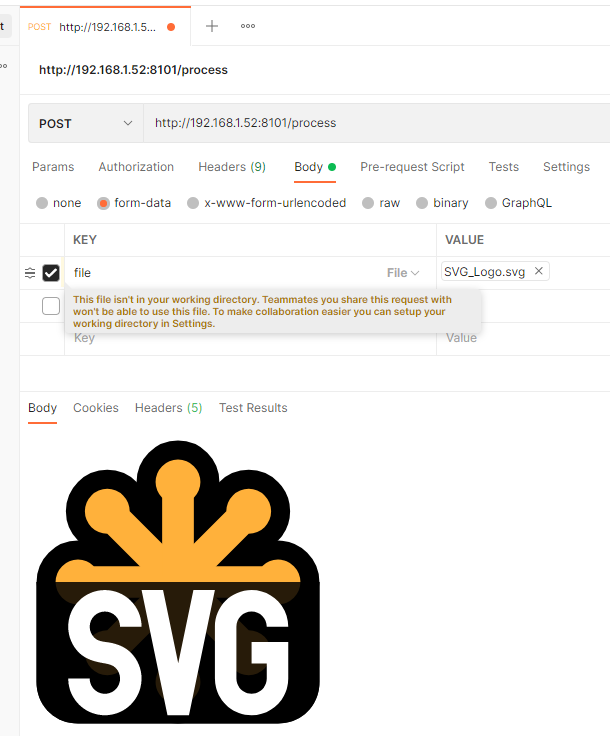 t
POST http://192.168.1.5...
http://192.168.1.52:8101/process
POST http://192.168.1.52:8101/process
Params Authorization Headers (9) Body Pre-request Script Tests Settings
none form-data x-www-form-urlencoded raw binary GraphQL
KEY VALUE
file File SVG_Logo.svg
This file isn't in your working directory. Teammates you share this request with
won't be able to use this file. To make collaboration easier you can setup your
working directory in Settings.
Key Value
Body Cookies Headers (5) Test Results
SVG